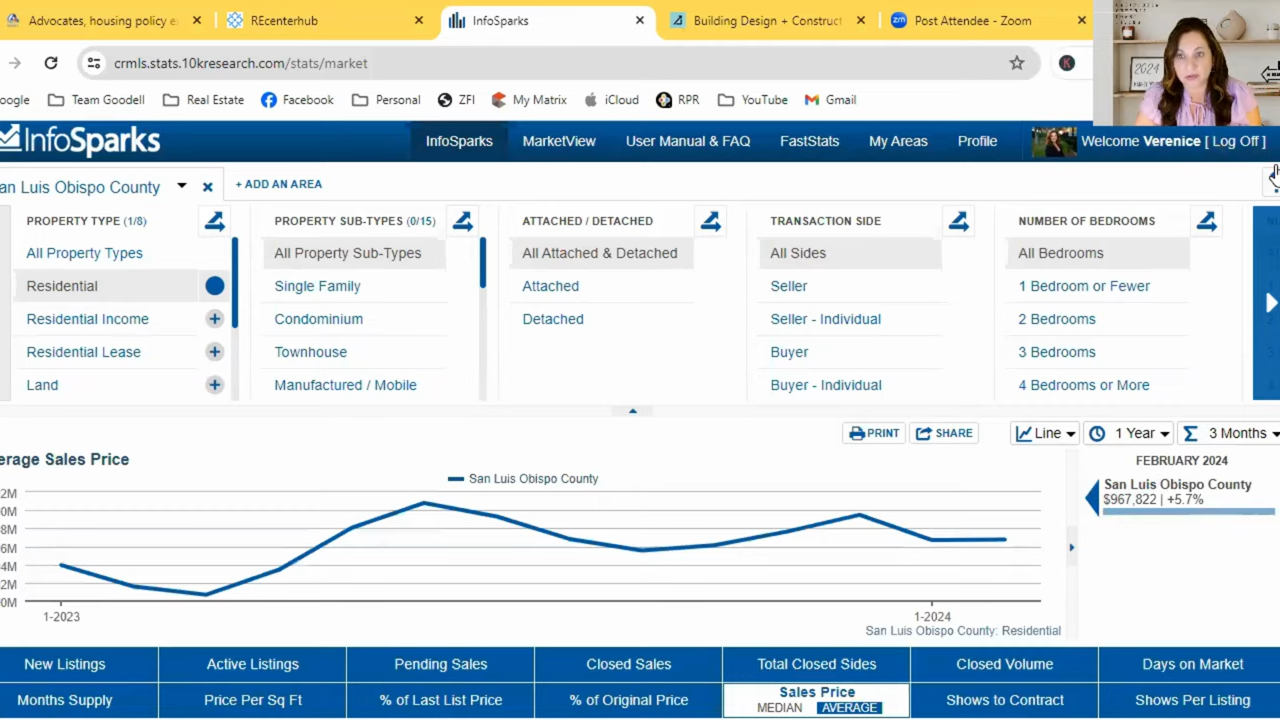 Advocates, housing policy e
REcenterhub
InfoSparks
Building Design + Construct
zm
Post Attendee - Zoom
crmls.stats.10kresearch.com/stats/market
K
2024
oogle
Team Goodell
Real Estate
Facebook
Personal
ZFI
My Matrix
iCloud
RPR
YouTube
Gmail
InfoSparks
InfoSparks
MarketView
User Manual & FAQ
FastStats
My Areas
Profile
Welcome Verenice [ Log Off ]
an Luis Obispo County
+ ADD AN AREA
PROPERTY TYPE (1/8)
PROPERTY SUB-TYPES (0/15)
ATTACHED / DETACHED
TRANSACTION SIDE
NUMBER OF BEDROOMS
All Property Types
All Property Sub-Types
All Attached & Detached
All Sides
All Bedrooms
Residential
Single Family
Attached
Seller
1 Bedroom or Fewer
Residential Income
Condominium
Detached
Seller - Individual
2 Bedrooms
Residential Lease
Townhouse
Buyer
3 Bedrooms
Land
Manufactured / Mobile
Buyer - Individual
4 Bedrooms or More
PRINT
SHARE
Line
1 Year
3 Months
erage Sales Price
San Luis Obispo County
FEBRUARY 2024
San Luis Obispo County
$967,822 | +5.7%
2M
0M
8M
6M
4M
2M
0M
1-2023
1-2024
San Luis Obispo County: Residential
New Listings
Active Listings
Pending Sales
Closed Sales
Total Closed Sides
Closed Volume
Days on Market
Months Supply
Price Per Sq Ft
% of Last List Price
% of Original Price
Sales Price
MEDIAN
AVERAGE
Shows to Contract
Shows Per Listing